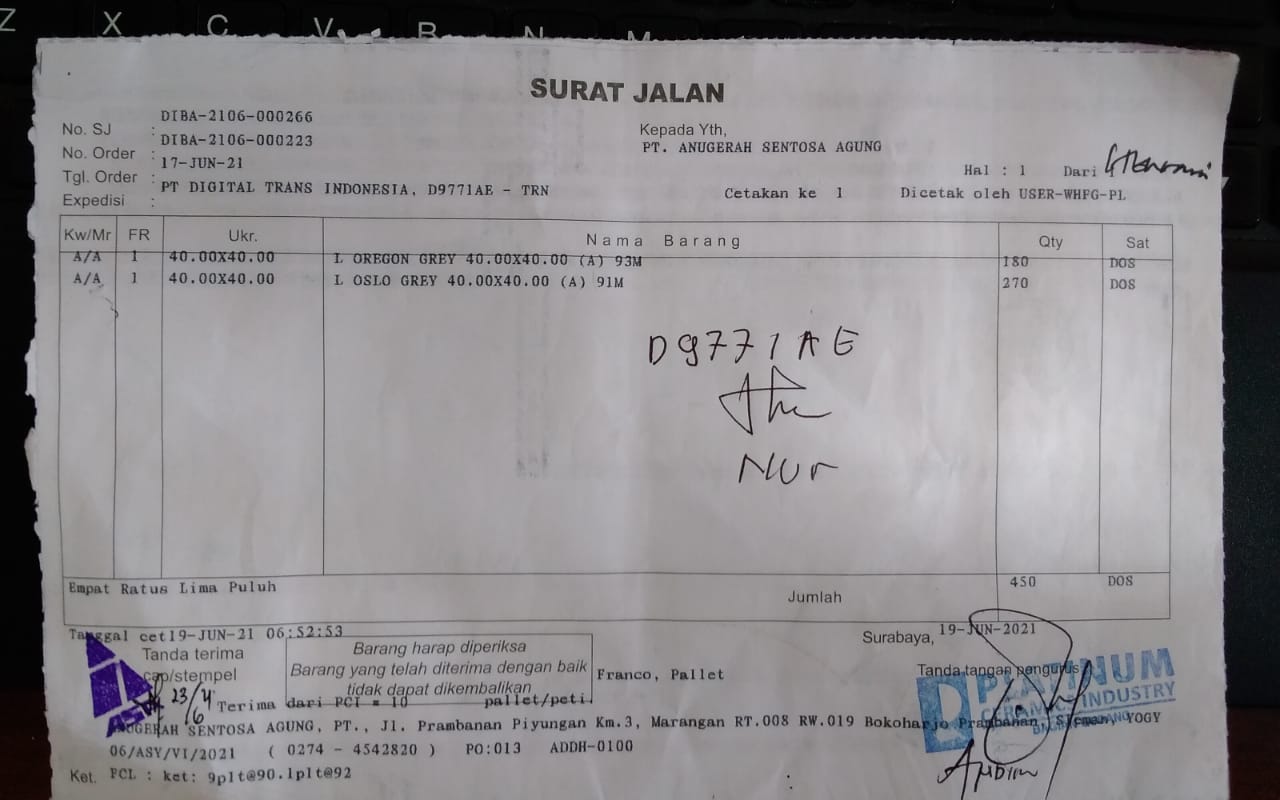 Z X C V B N M
SURAT JALAN
No. SJ : DIBA-2106-000266
No. Order : DIBA-2106-000223
Tgl. Order : 17-JUN-21
Expedisi : PT DIGITAL TRANS INDONESIA, D9771AE - TRN
Kepada Yth,
PT. ANUGERAH SENTOSA AGUNG
Hal : 1 Dari
Cetakan ke 1 Dicetak oleh USER-WHFG-PL
Kw/Mr FR Ukr. Nama Barang Qty Sat
A/A 1 40.00X40.00 L OREGON GREY 40.00X40.00 (A) 93M 180 DOS
A/A 1 40.00X40.00 L OSLO GREY 40.00X40.00 (A) 91M 270 DOS
D9771AE
Nur
Empat Ratus Lima Puluh
Jumlah 450 DOS
Tanggal cet19-JUN-21 06:52:53
Tanda terima
cap/stempel
Barang harap diperiksa
Barang yang telah diterima dengan baik
tidak dapat dikembalikan
Franco, Pallet
Surabaya, 19-JUN-2021
Tanda tangan pengurus
PLATINUM
CERAMICS INDUSTRY
23/6
Terima dari PCI = 10 pallet/peti.
ANUGERAH SENTOSA AGUNG, PT., Jl. Prambanan Piyungan Km.3, Marangan RT.008 RW.019 Bokoharjo Prambanan, Sleman, YOGY
06/ASY/VI/2021 ( 0274 - 4542820 ) PO:013 ADDH-0100
Ket. PCL : ket: 9plt@90.1plt@92